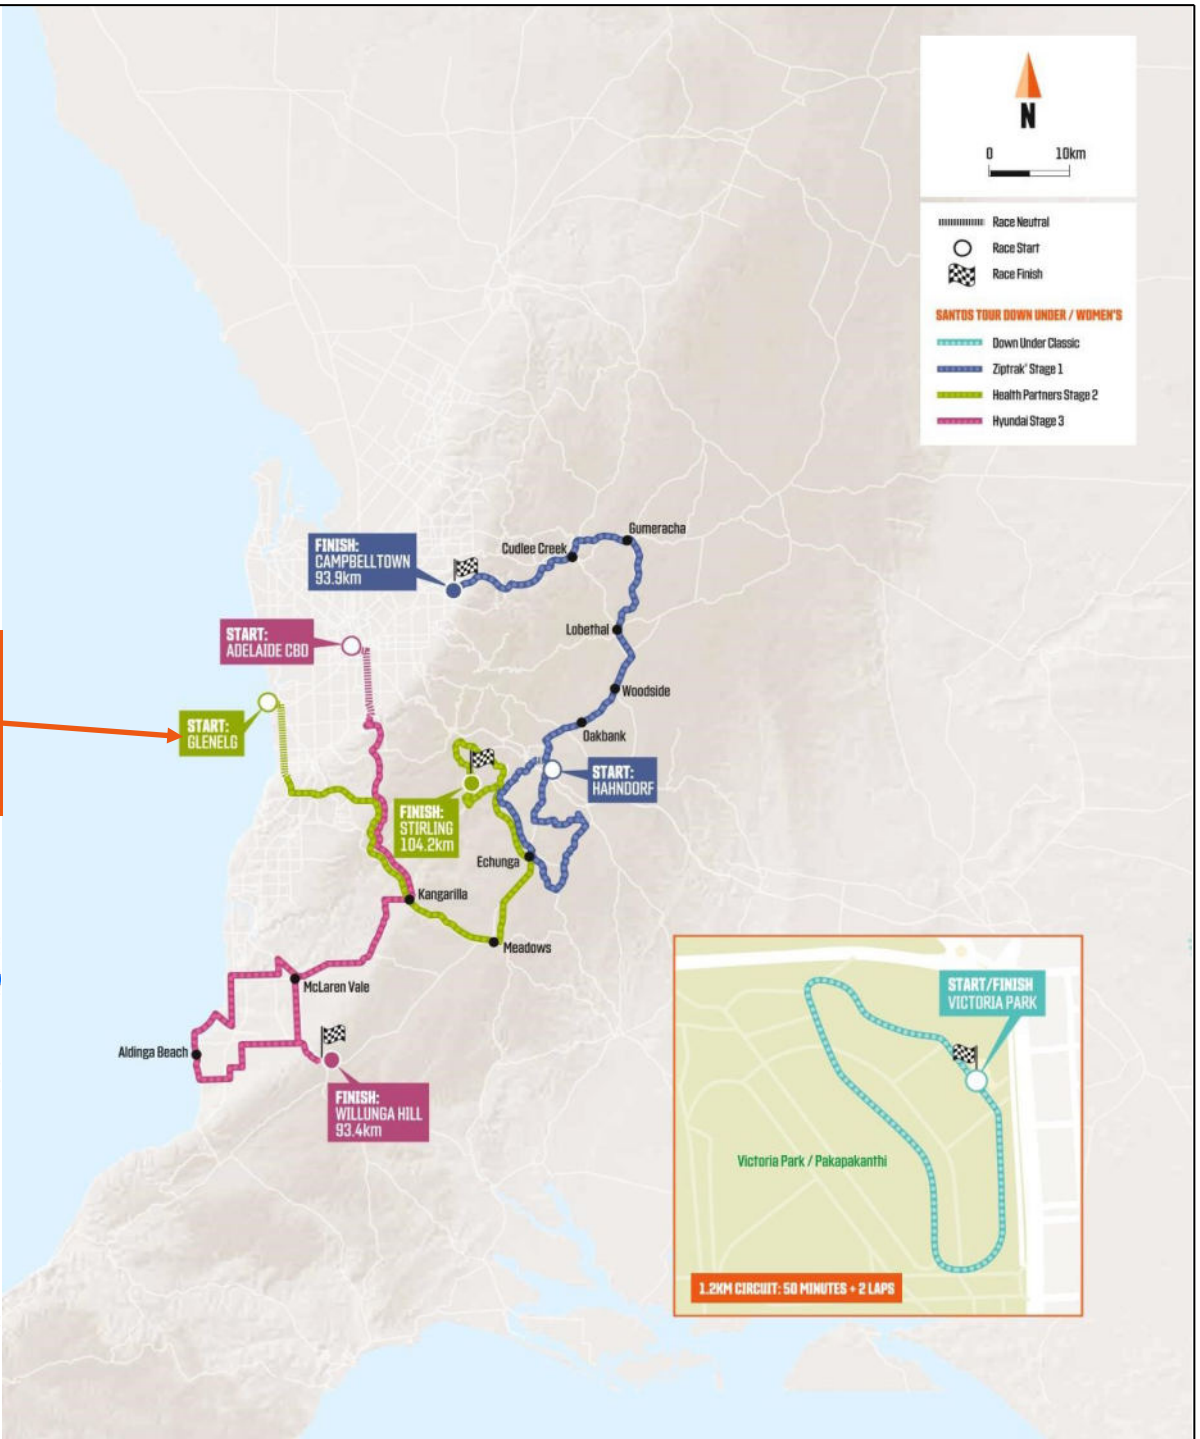 N
0 10km
Race Neutral
Race Start
Race Finish
SANTOS TOUR DOWN UNDER / WOMEN'S
Down Under Classic
Ziptrak' Stage 1
Health Partners Stage 2
Hyundai Stage 3
Gumeracha
Cudlee Creek
FINISH:
CAMPBELLTOWN
93.9km
Lobethal
START:
ADELAIDE CBD
Woodside
START:
GLENELG
Oakbank
START:
HAHNDORF
FINISH:
STIRLING
104.2km
Echunga
Kangarilla
Meadows
McLaren Vale
Aldinga Beach
FINISH:
WILLUNGA HILL
93.4km
START/FINISH
VICTORIA PARK
Victoria Park / Pakapakanthi
1.2KM CIRCUIT: 50 MINUTES + 2 LAPS